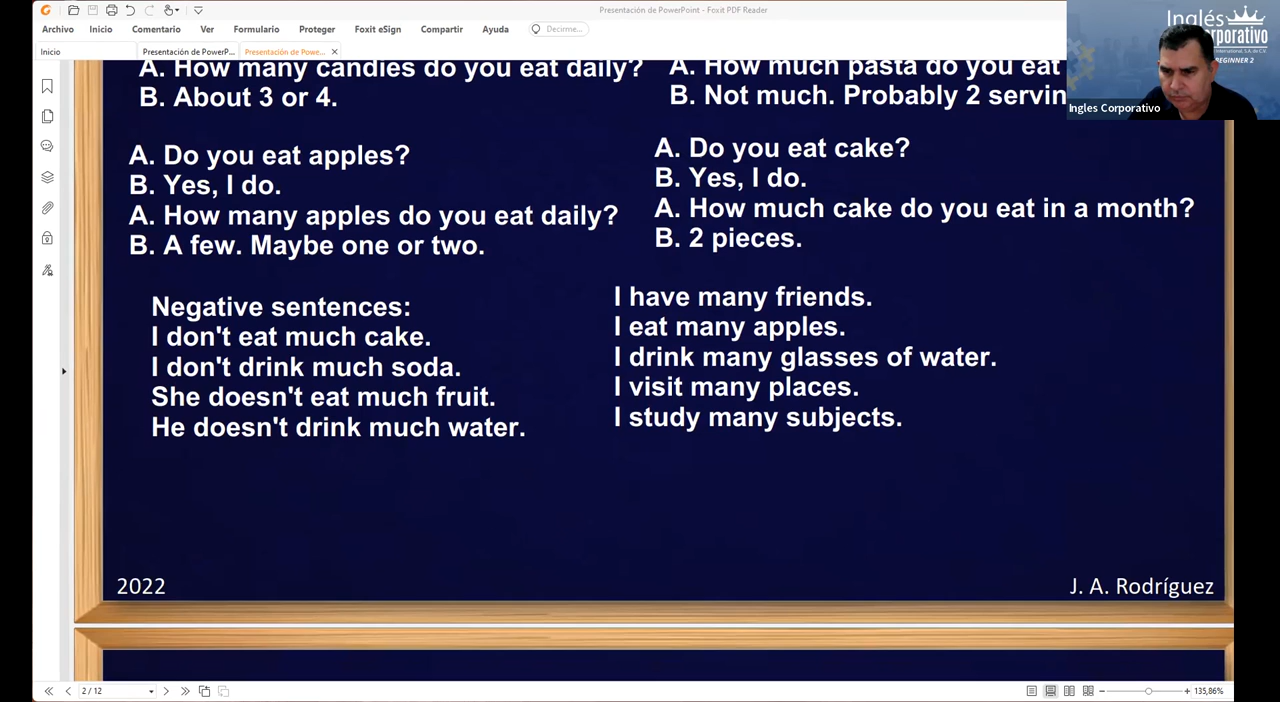 Presentación de PowerPoint - Foxit PDF Reader
Archivo Inicio Comentario Ver Formulario Proteger Foxit eSign Compartir Ayuda Decirme...
Inicio Presentación de PowerP... Presentación de Powe...
Inglés
Corporativo
International, S.A. de C.V.
BEGINNER 2
Ingles Corporativo
A. How many candies do you eat daily?
B. About 3 or 4.
A. How much pasta do you eat
B. Not much. Probably 2 servin
A. Do you eat apples?
B. Yes, I do.
A. How many apples do you eat daily?
B. A few. Maybe one or two.
A. Do you eat cake?
B. Yes, I do.
A. How much cake do you eat in a month?
B. 2 pieces.
Negative sentences:
I don't eat much cake.
I don't drink much soda.
She doesn't eat much fruit.
He doesn't drink much water.
I have many friends.
I eat many apples.
I drink many glasses of water.
I visit many places.
I study many subjects.
2022
J. A. Rodríguez
2 / 12
135,86%